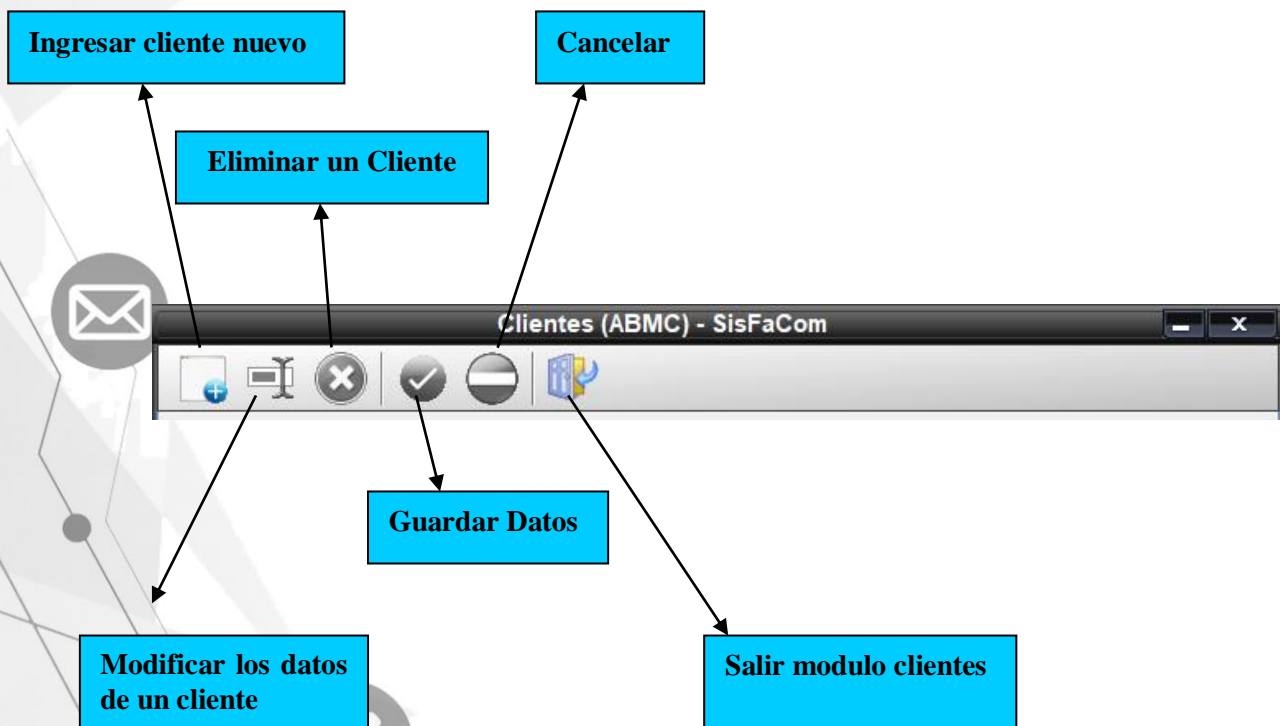 Ingresar cliente nuevo
Cancelar
Eliminar un Cliente
Clientes (ABMC) - SisFaCom
Guardar Datos
Modificar los datos
de un cliente
Salir modulo clientes